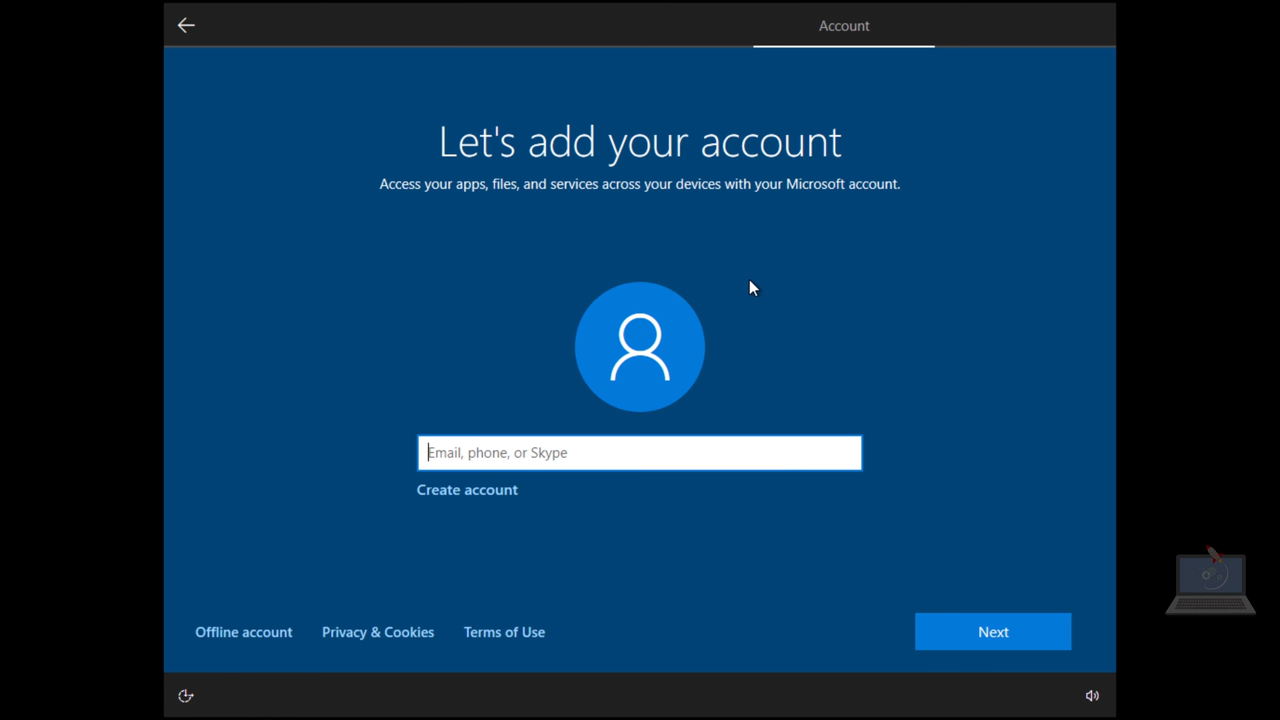 Account
Let's add your account
Access your apps, files, and services across your devices with your Microsoft account.
Email, phone, or Skype
Create account
Offline account
Privacy & Cookies
Terms of Use
Next